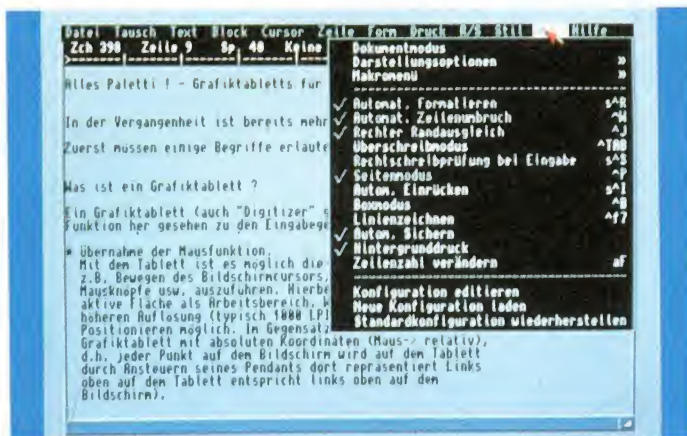 Datei Tausch Text Block Cursor Zeile Form Druck R/S Stil Hilfe
Zch 398 Zeile 9 Sp 48 Keine
Alles Paletti ! - Grafiktabletts für
In der Vergangenheit ist bereits mehr
Zuerst müssen einige Begriffe erläute
Was ist ein Grafiktablett ?
Ein Grafiktablett (auch "Digitizer" g
Funktion her gesehen zu den Eingabege
* Übernahme der Mausfunktion.
Mit dem Tablett ist es möglich die
z.B. Bewegen des Bildschirmcursors,
Mausknöpfe usw, auszuführen. Hierbe
aktive Fläche als Arbeitsbereich. W
höheren Auflösung (typisch 1000 LPI
Positionieren möglich. Im Gegensatz
Grafiktablett mit absoluten Koordinaten (Maus-> relativ),
d.h. jeder Punkt auf dem Bildschirm wird auf dem Tablett
durch Ansteuern seines Pendants dort repräsentiert Links
oben auf dem Tablett entspricht links oben auf dem
Bildschirm).
Dokumentmodus
Darstellungsoptionen »
Makromenü »
✓ Automat. Formatieren s^R
✓ Automat. Zeilenumbruch ^W
✓ Rechter Randausgleich ^J
Überschreibmodus ^TAB
Rechtschreibprüfung bei Eingabe s^S
✓ Seitenmodus ^P
Autom. Einrücken s^I
Boxmodus ^B
Linienzeichnen ^f7
✓ Autom. Sichern
✓ Hintergrunddruck
Zeilenzahl verändern aF
Konfiguration editieren
Neue Konfiguration laden
Standardkonfiguration wiederherstellen